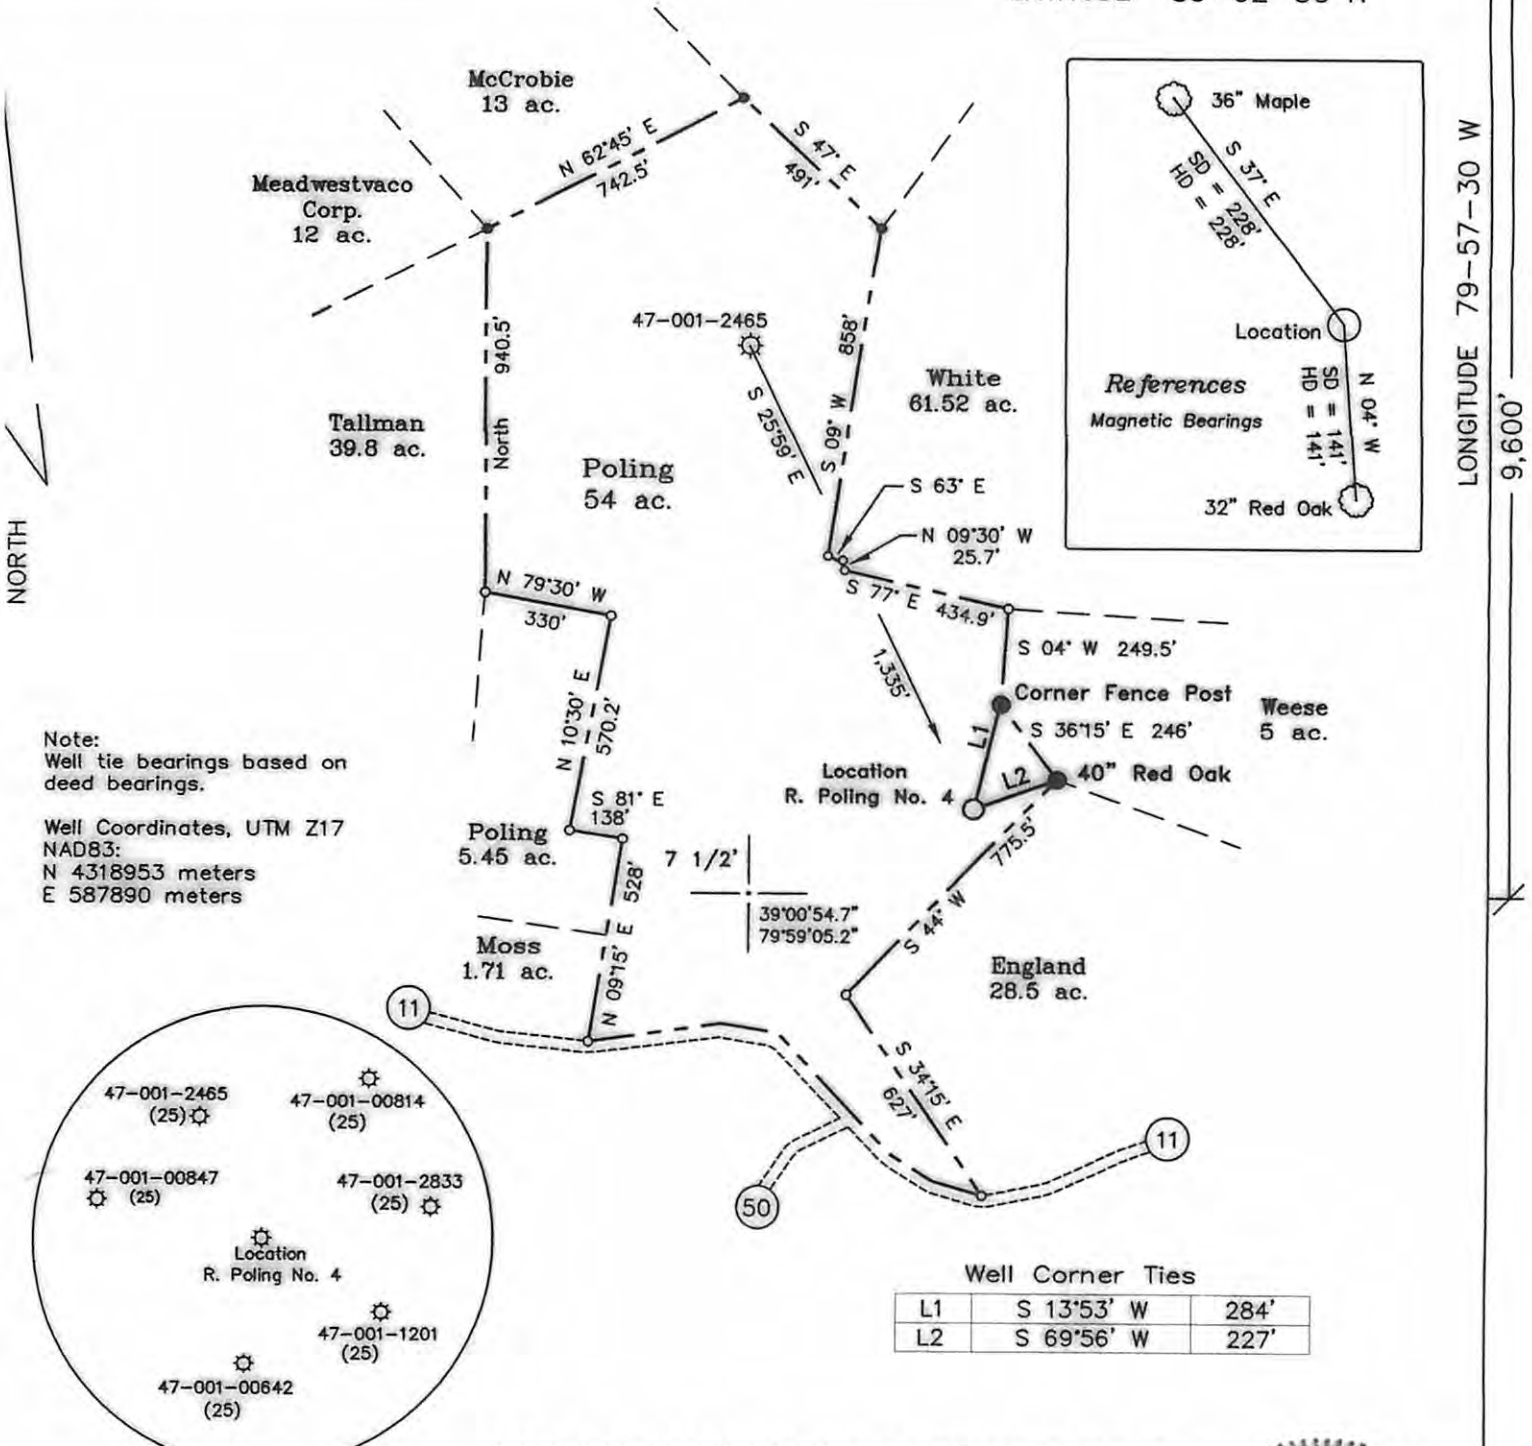 McCrobie
13 ac.
N 62°45' E
742.5'
S 47° E
491'
Meadwestvaco
Corp.
12 ac.
36" Maple
S 37° E
SD = 228'
HD = 228'
Location
References
Magnetic Bearings
N 04° W
SD = 141'
HD = 141'
32" Red Oak
LONGITUDE 79-57-30 W
9,600'
47-001-2465
S 25°59' E
858'
S 09° W
White
61.52 ac.
940.5'
North
Tallman
39.8 ac.
Poling
54 ac.
S 63° E
N 09°30' W
25.7'
NORTH
N 79°30' W
330'
S 77° E 434.9'
S 04° W 249.5'
1,335'
N 10°30' E
570.2'
Corner Fence Post
Weese
5 ac.
S 36°15' E 246'
L1
L2
40" Red Oak
Location
R. Poling No. 4
Note:
Well tie bearings based on
deed bearings.
Well Coordinates, UTM Z17
NAD83:
N 4318953 meters
E 587890 meters
S 81° E
138'
Poling
5.45 ac.
7 1/2'
39°00'54.7"
79°59'05.2"
N 09°15' E 528'
775.5'
S 44° W
Moss
1.71 ac.
England
28.5 ac.
11
S 34°15' E
627'
11
50
47-001-2465
(25)
47-001-00814
(25)
47-001-00847
(25)
47-001-2833
(25)
Location
R. Poling No. 4
47-001-1201
(25)
47-001-00642
(25)
Well Corner Ties
L1 S 13°53' W 284'
L2 S 69°56' W 227'